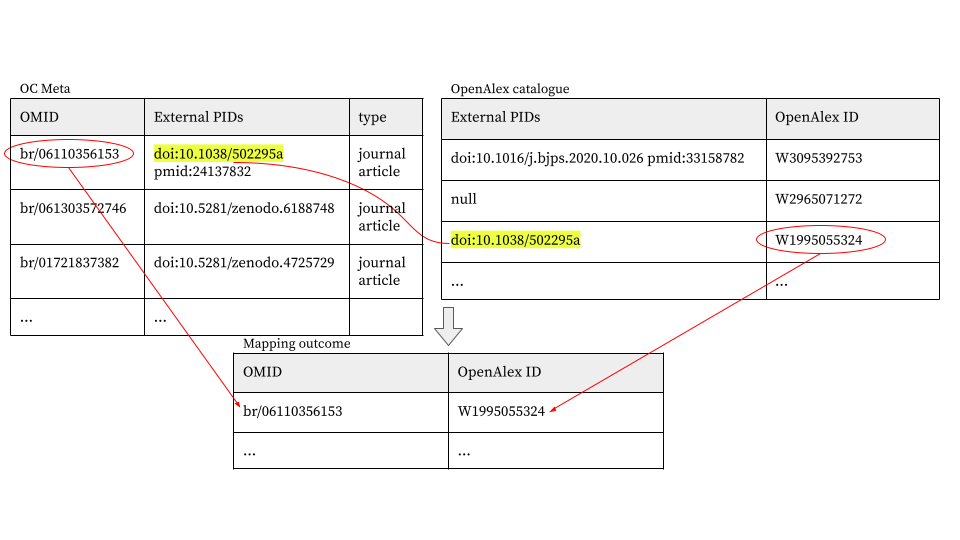 OC Meta
OMID External PIDs type
br/06110356153 doi:10.1038/502295a journal
pmid:24137832 article
br/061303572746 doi:10.5281/zenodo.6188748 journal
article
br/01721837382 doi:10.5281/zenodo.4725729 journal
article
... ...
OpenAlex catalogue
External PIDs OpenAlex ID
doi:10.1016/j.bjps.2020.10.026 pmid:33158782 W3095392753
null W2965071272
doi:10.1038/502295a W1995055324
... ...
Mapping outcome
OMID OpenAlex ID
br/06110356153 W1995055324
... ...